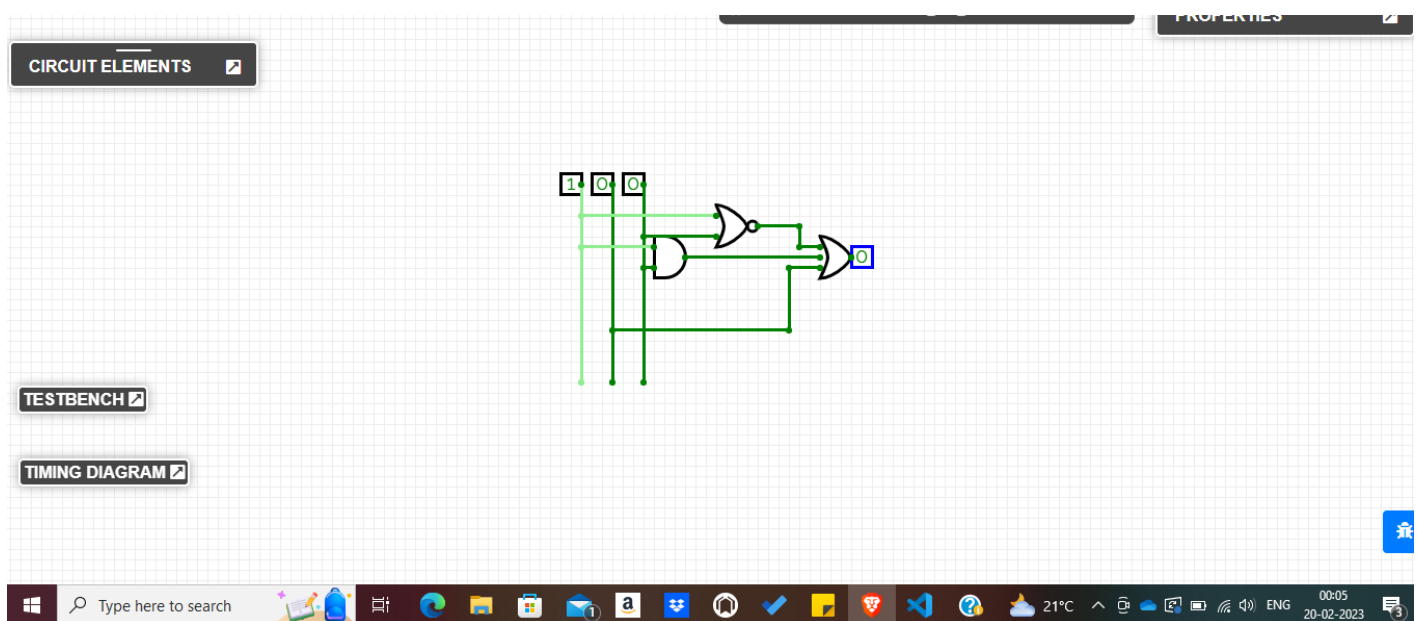 PROPERTIES
CIRCUIT ELEMENTS
1 0 0
0
TESTBENCH
TIMING DIAGRAM
Type here to search
1
a
21°C
ENG
00:05
20-02-2023
3